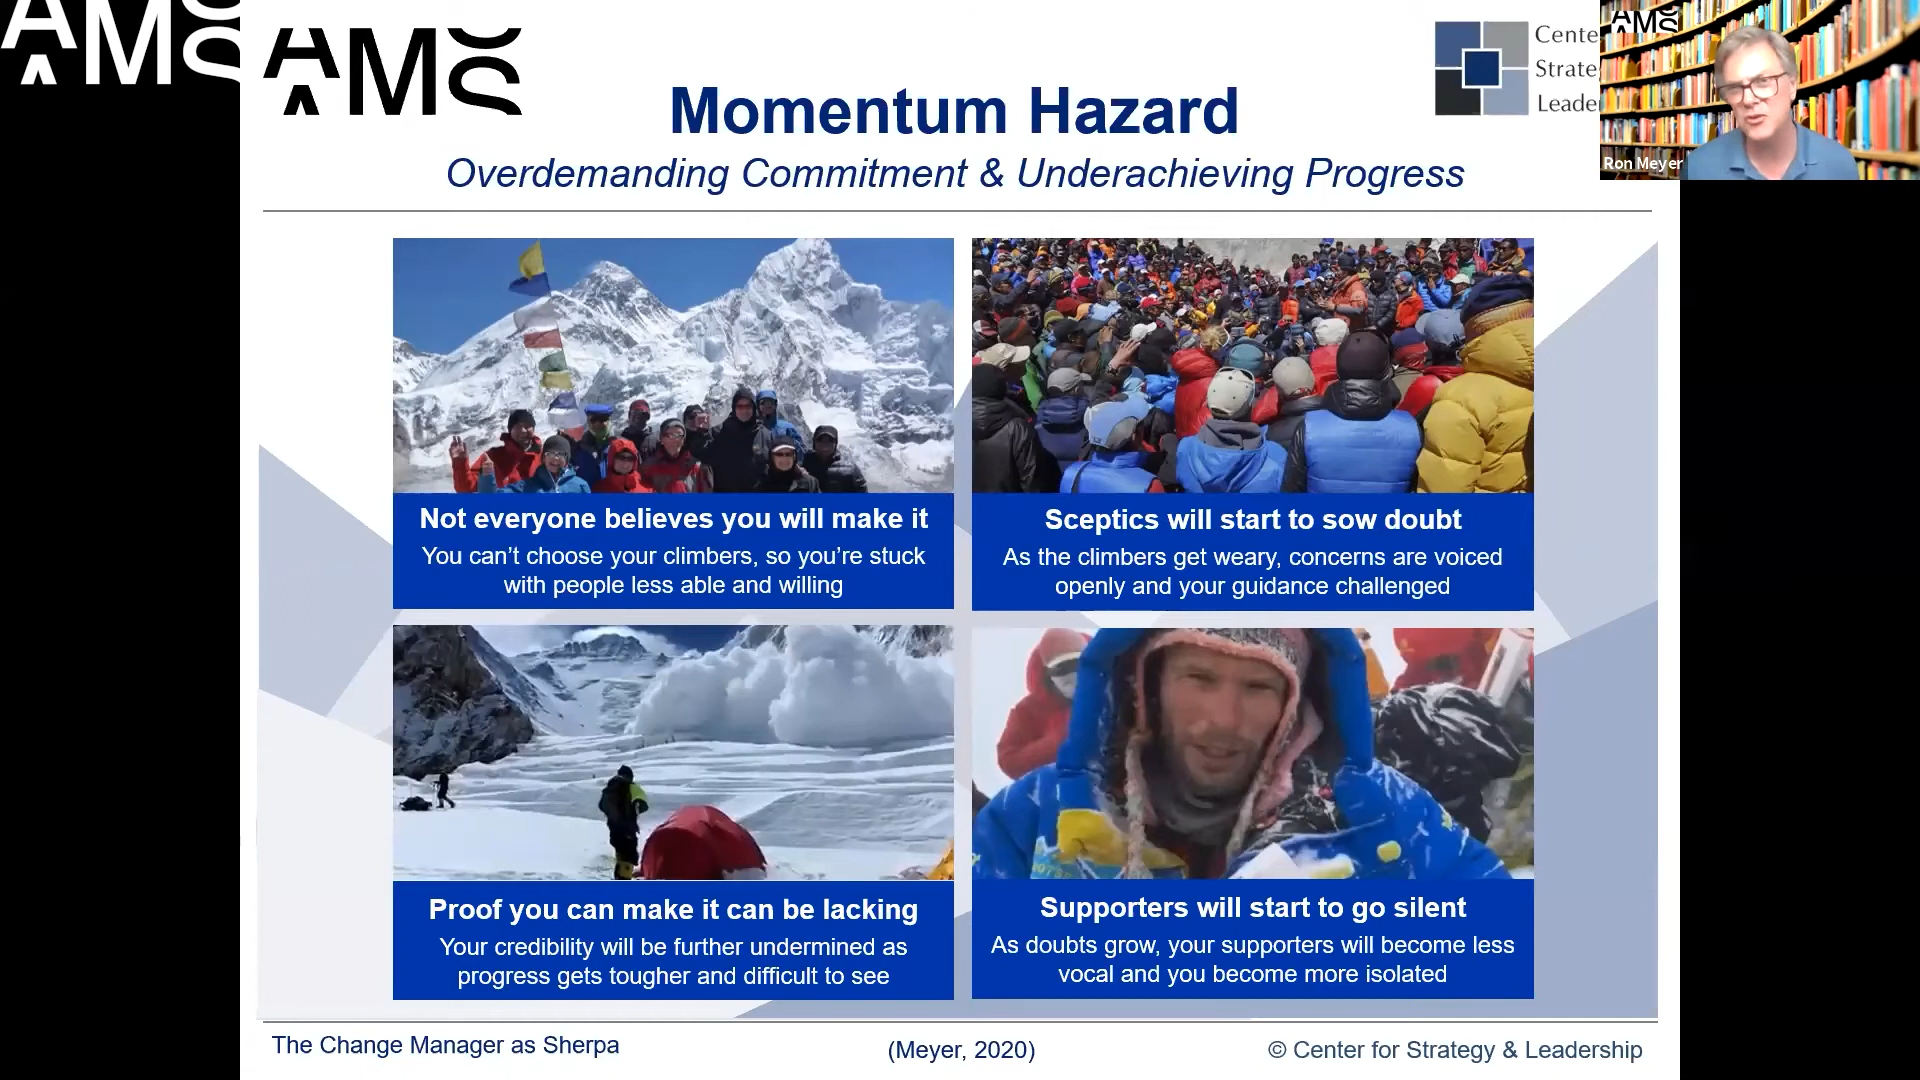 AMS
AMS
Momentum Hazard
Overdemanding Commitment & Underachieving Progress
Cente
Strate
Leader
AMS
Ron Meyer
Not everyone believes you will make it
You can’t choose your climbers, so you’re stuck
with people less able and willing
Sceptics will start to sow doubt
As the climbers get weary, concerns are voiced
openly and your guidance challenged
Proof you can make it can be lacking
Your credibility will be further undermined as
progress gets tougher and difficult to see
Supporters will start to go silent
As doubts grow, your supporters will become less
vocal and you become more isolated
The Change Manager as Sherpa
(Meyer, 2020)
© Center for Strategy & Leadership